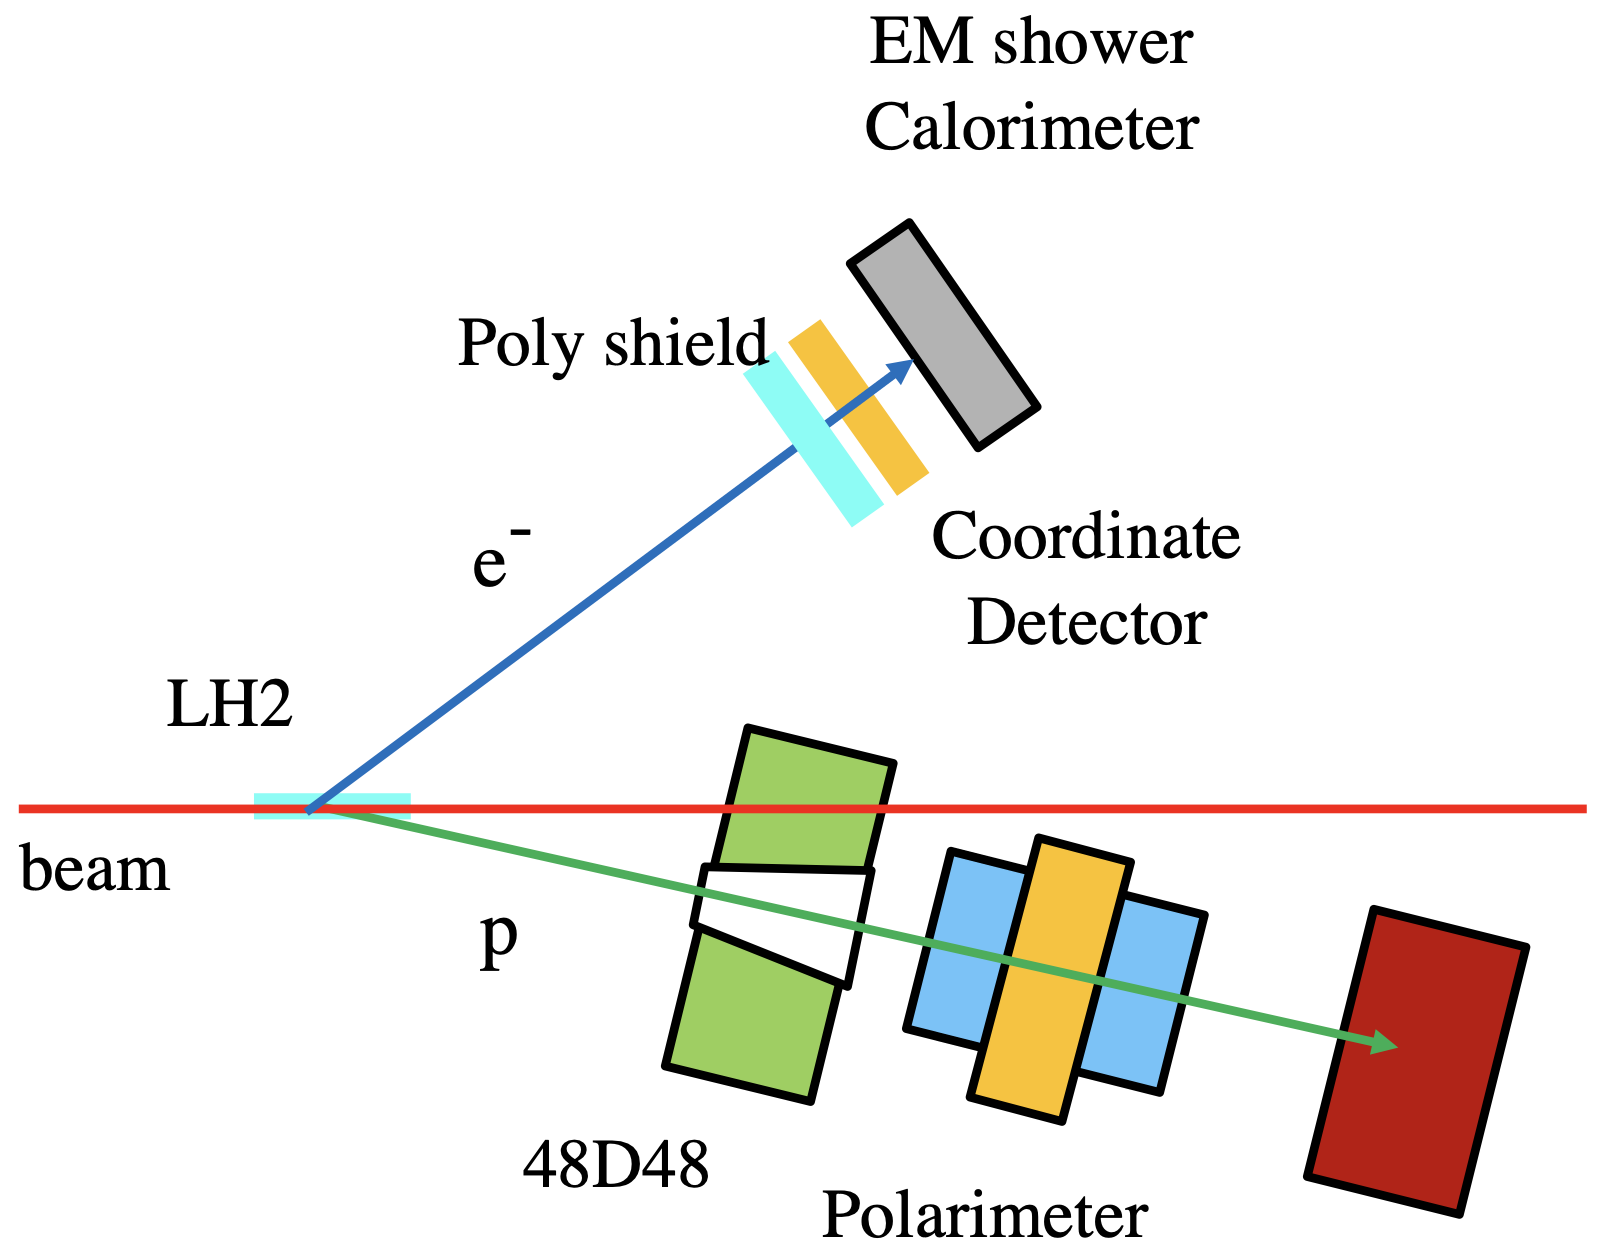 EM shower
Calorimeter
Poly shield
e-
Coordinate
Detector
LH2
beam
p
48D48
Polarimeter